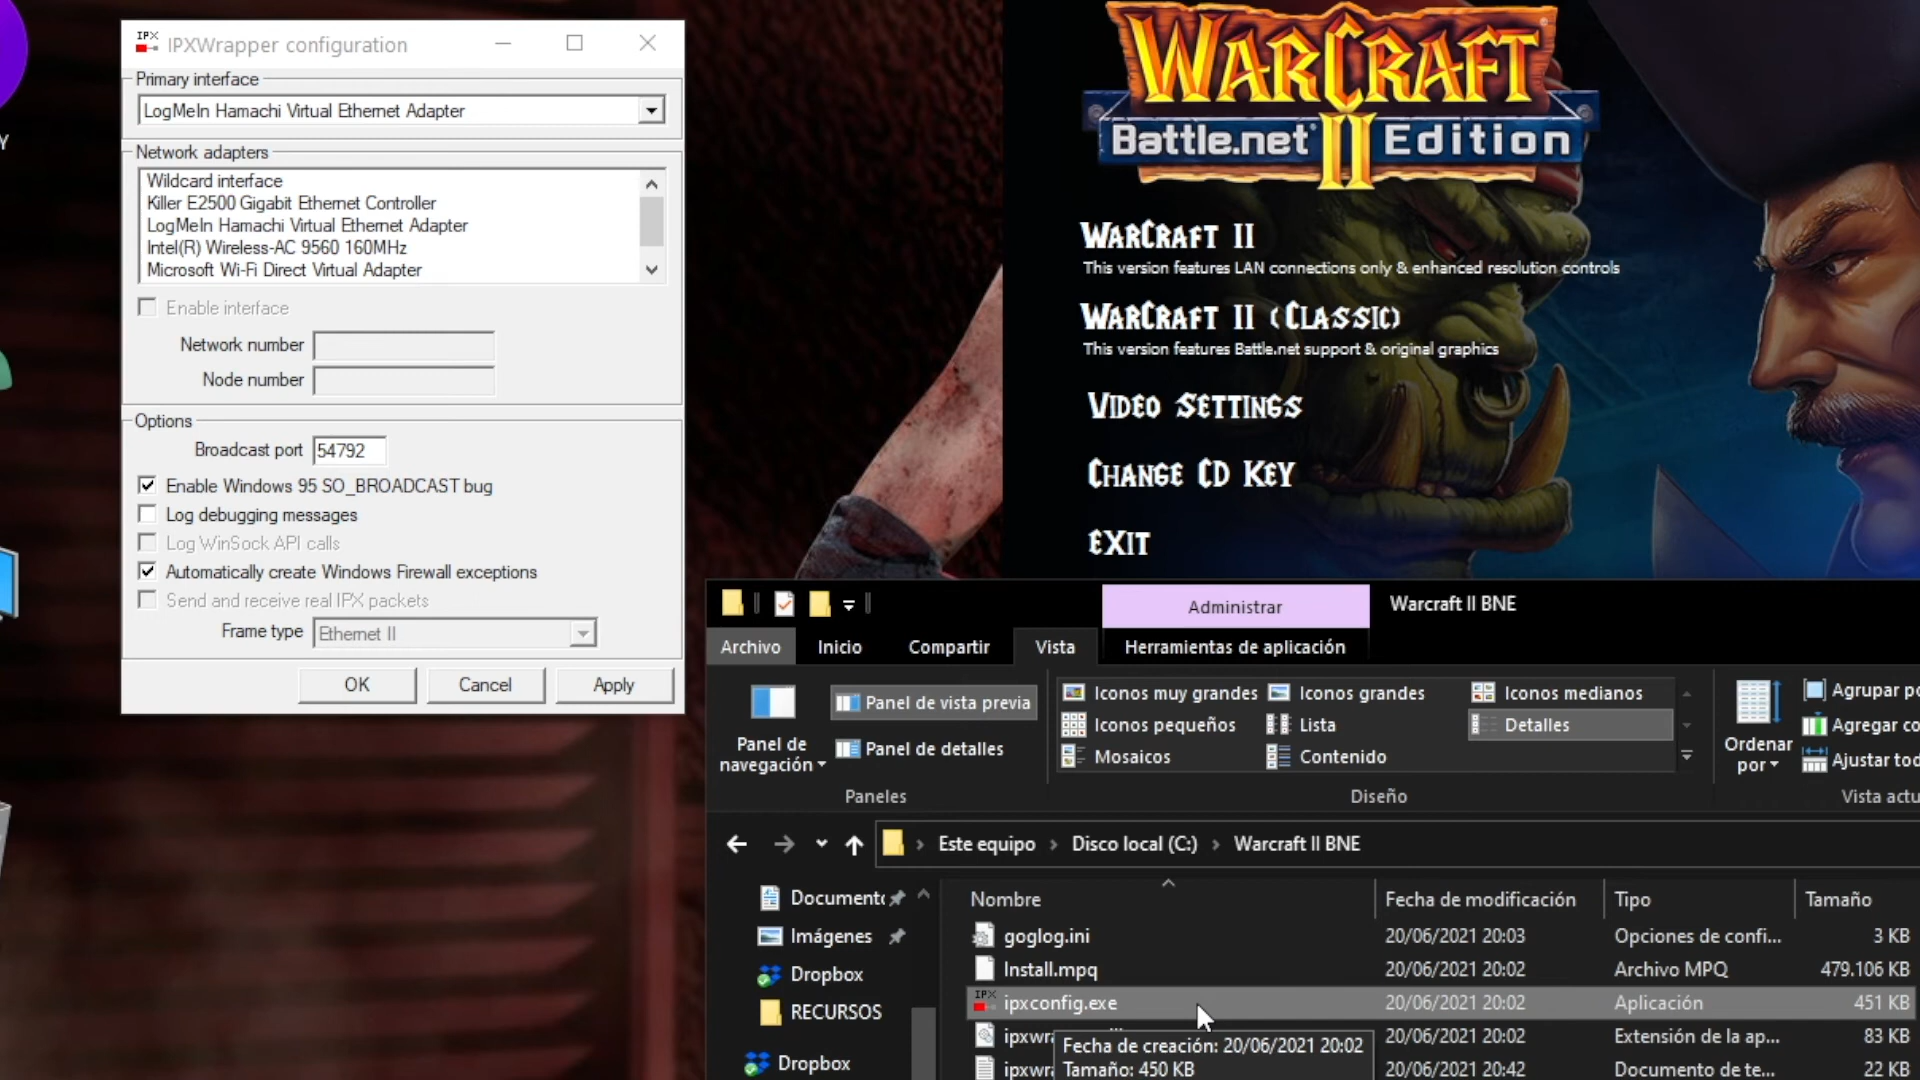 IPXWrapper configuration
Primary interface
LogMeIn Hamachi Virtual Ethernet Adapter
Network adapters
Wildcard interface
Killer E2500 Gigabit Ethernet Controller
LogMeIn Hamachi Virtual Ethernet Adapter
Intel(R) Wireless-AC 9560 160MHz
Microsoft Wi-Fi Direct Virtual Adapter
Enable interface
Network number
Node number
Options
Broadcast port 54792
Enable Windows 95 SO_BROADCAST bug
Log debugging messages
Log WinSock API calls
Automatically create Windows Firewall exceptions
Send and receive real IPX packets
Frame type Ethernet II
OK Cancel Apply
WARCRAFT II
Battle.net Edition
WARCRAFT II
This version features LAN connections only & enhanced resolution controls
WARCRAFT II (CLASSIC)
This version features Battle.net support & original graphics
VIDEO SETTINGS
CHANGE CD KEY
EXIT
Administrar Warcraft II BNE
Archivo Inicio Compartir Vista Herramientas de aplicación
Panel de navegación
Panel de vista previa
Panel de detalles
Paneles
Iconos muy grandes Iconos grandes Iconos medianos
Iconos pequeños Lista Detalles
Mosaicos Contenido
Diseño
Ordenar por
Agrupar po
Agregar co
Ajustar tod
Vista actu
Este equipo > Disco local (C:) > Warcraft II BNE
Documento
Imágenes
Dropbox
RECURSOS
Dropbox
Nombre Fecha de modificación Tipo Tamaño
goglog.ini 20/06/2021 20:03 Opciones de confi... 3 KB
Install.mpq 20/06/2021 20:02 Archivo MPQ 479.106 KB
IPX ipxconfig.exe 20/06/2021 20:02 Aplicación 451 KB
ipxwra 20/06/2021 20:02 Extensión de la ap... 83 KB
ipxwra 20/06/2021 20:42 Documento de te... 22 KB
Fecha de creación: 20/06/2021 20:02
Tamaño: 450 KB